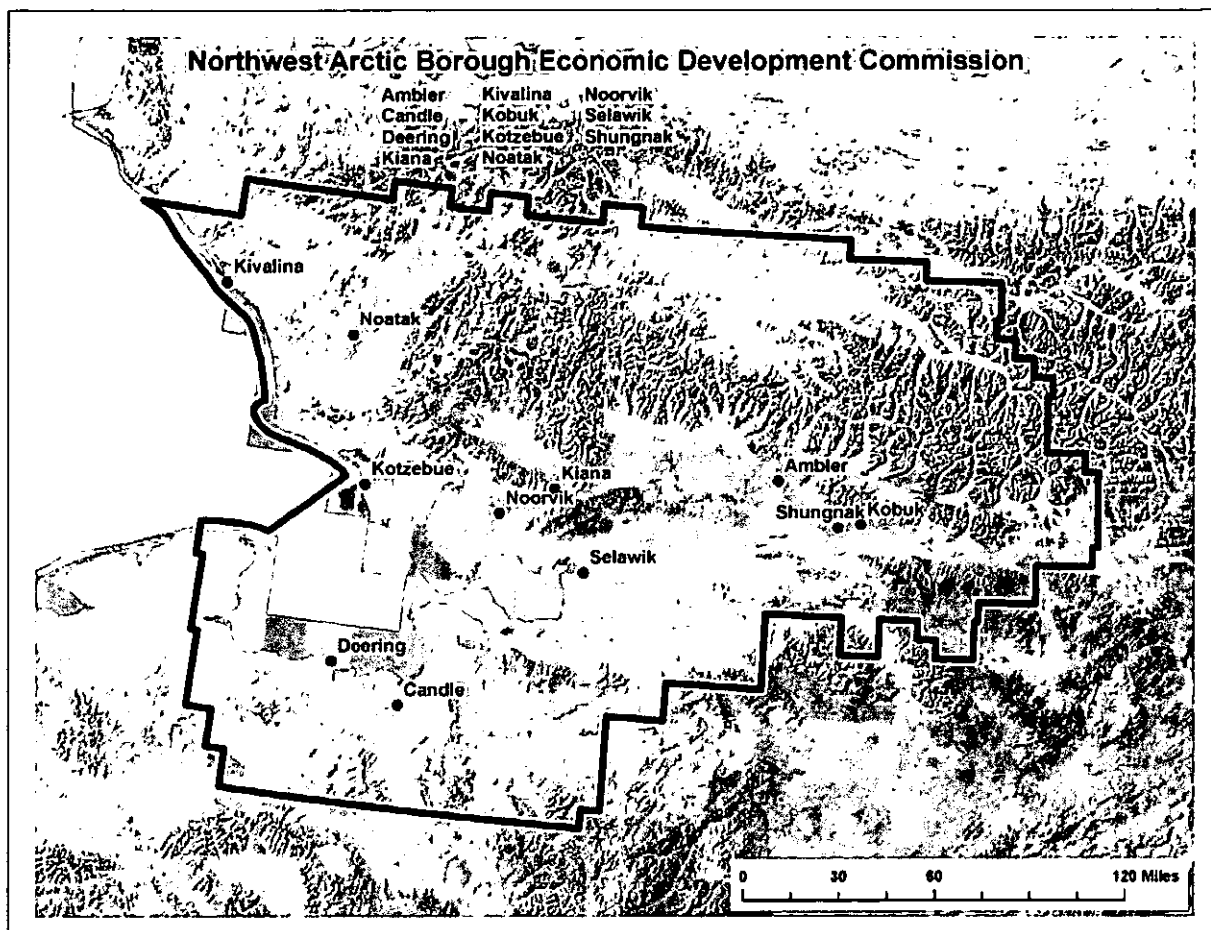 Northwest Arctic Borough Economic Development Commission
Ambler Kivalina Noorvik
Candle Kobuk Selawik
Deering Kotzebue Shungnak
Kiana Noatak
Kivalina
Noatak
Kotzebue
Kiana
Ambler
Noorvik
Shungnak Kobuk
Selawik
Deering
Candle
0 30 60 120 Miles